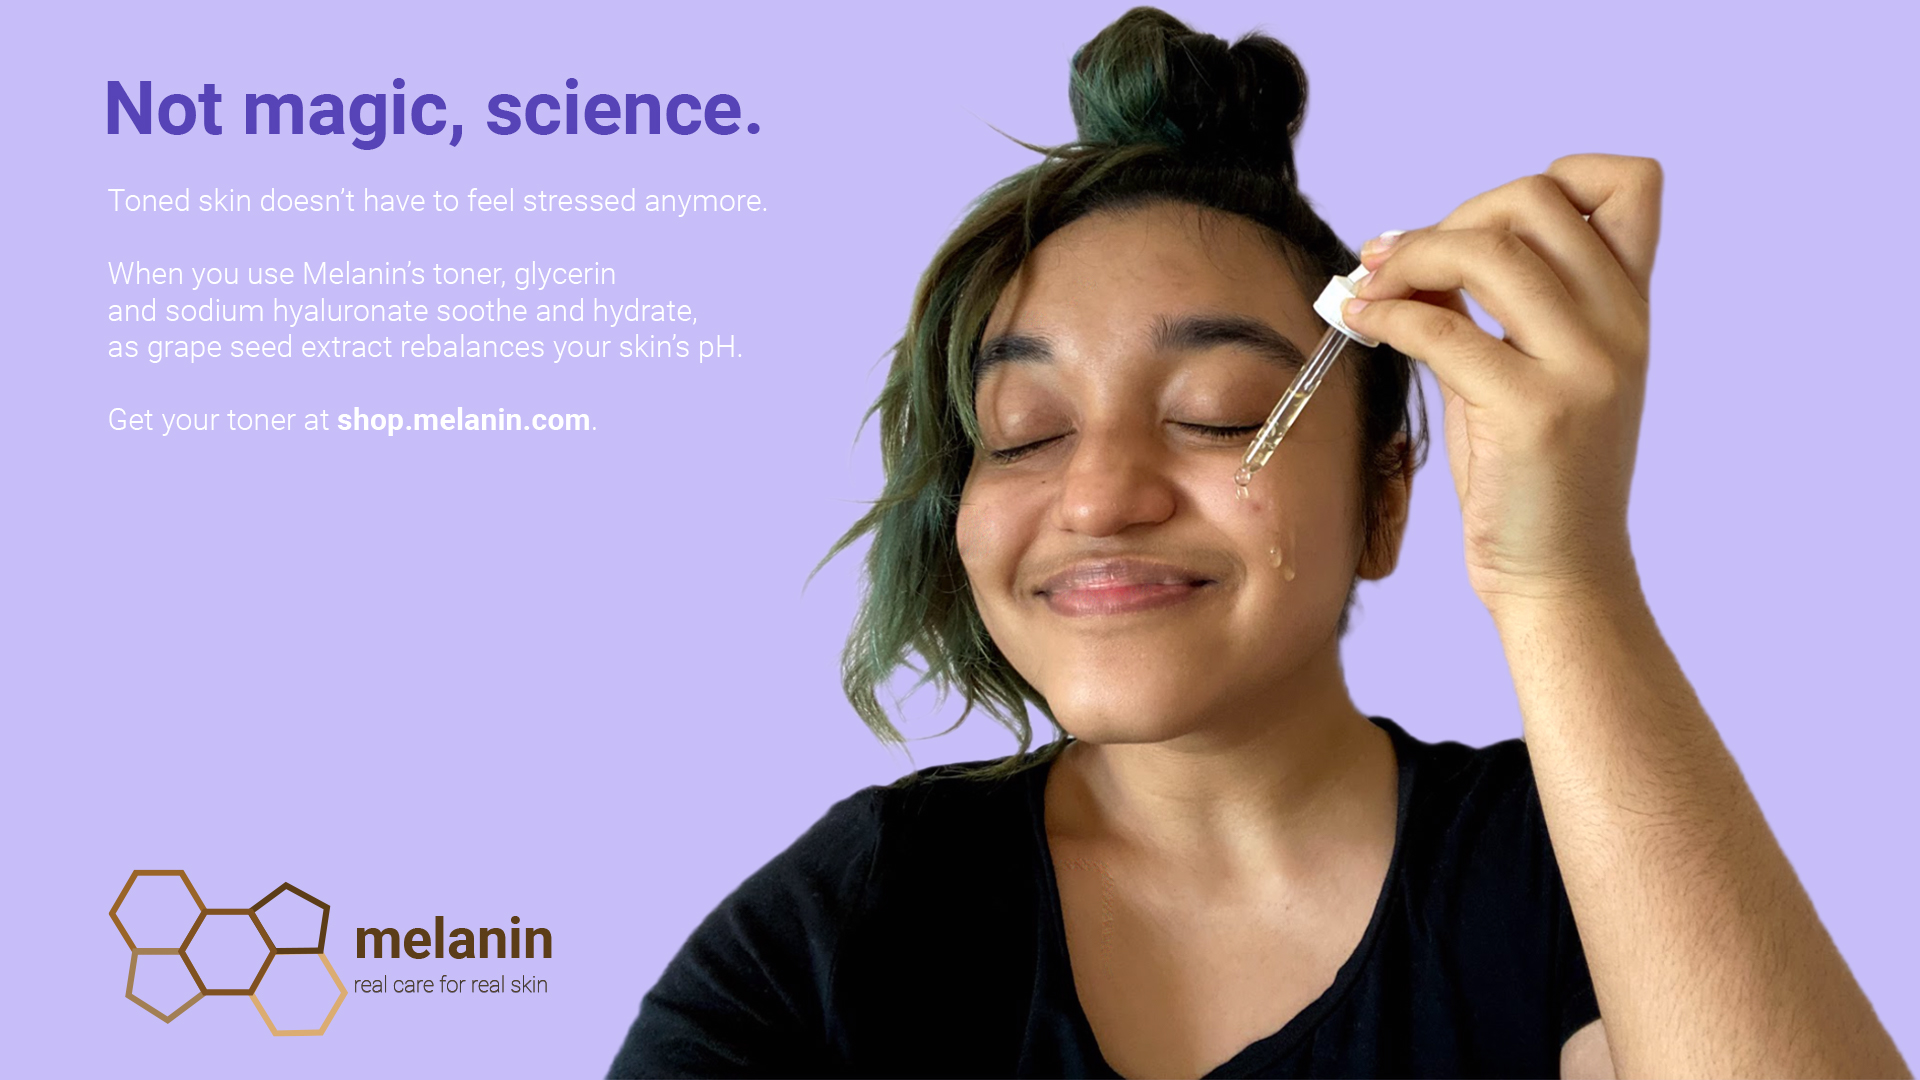 Not magic, science.
Toned skin doesn’t have to feel stressed anymore.
When you use Melanin’s toner, glycerin
and sodium hyaluronate soothe and hydrate,
as grape seed extract rebalances your skin’s pH.
Get your toner at shop.melanin.com.
melanin
real care for real skin